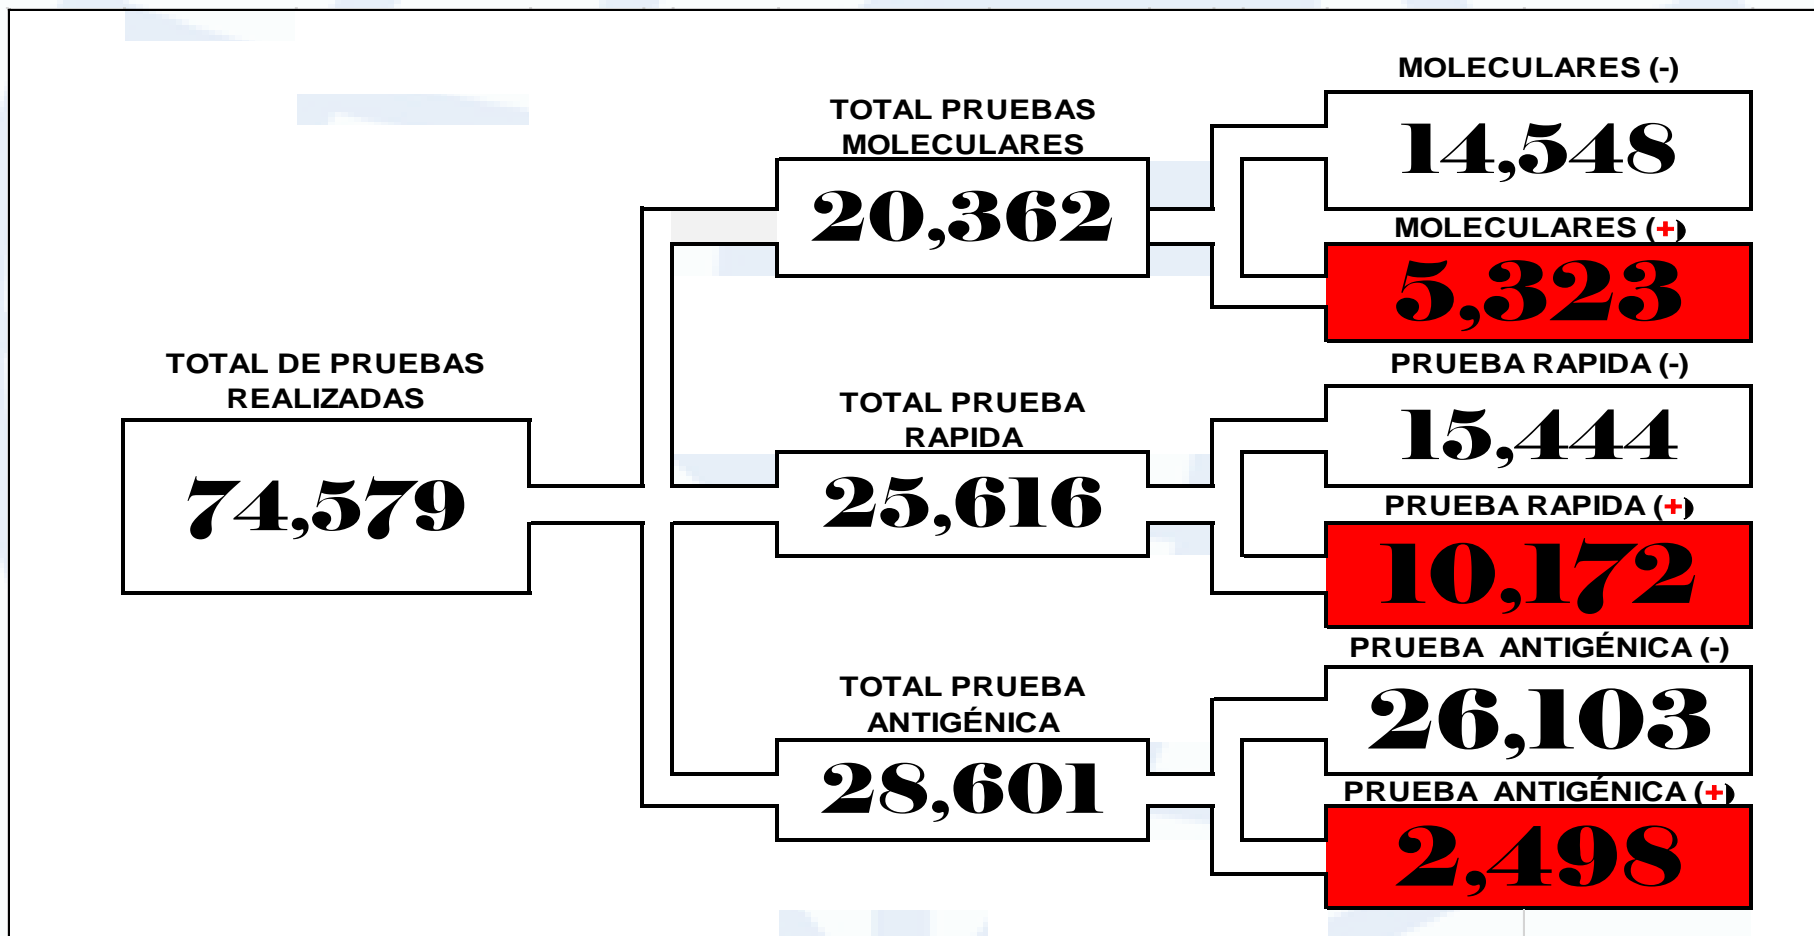 TOTAL DE PRUEBAS
REALIZADAS
74,579
TOTAL PRUEBAS
MOLECULARES
20,362
MOLECULARES (-)
14,548
MOLECULARES (+)
5,323
TOTAL PRUEBA
RAPIDA
25,616
PRUEBA RAPIDA (-)
15,444
PRUEBA RAPIDA (+)
10,172
TOTAL PRUEBA
ANTIGÉNICA
28,601
PRUEBA ANTIGÉNICA (-)
26,103
PRUEBA ANTIGÉNICA (+)
2,498